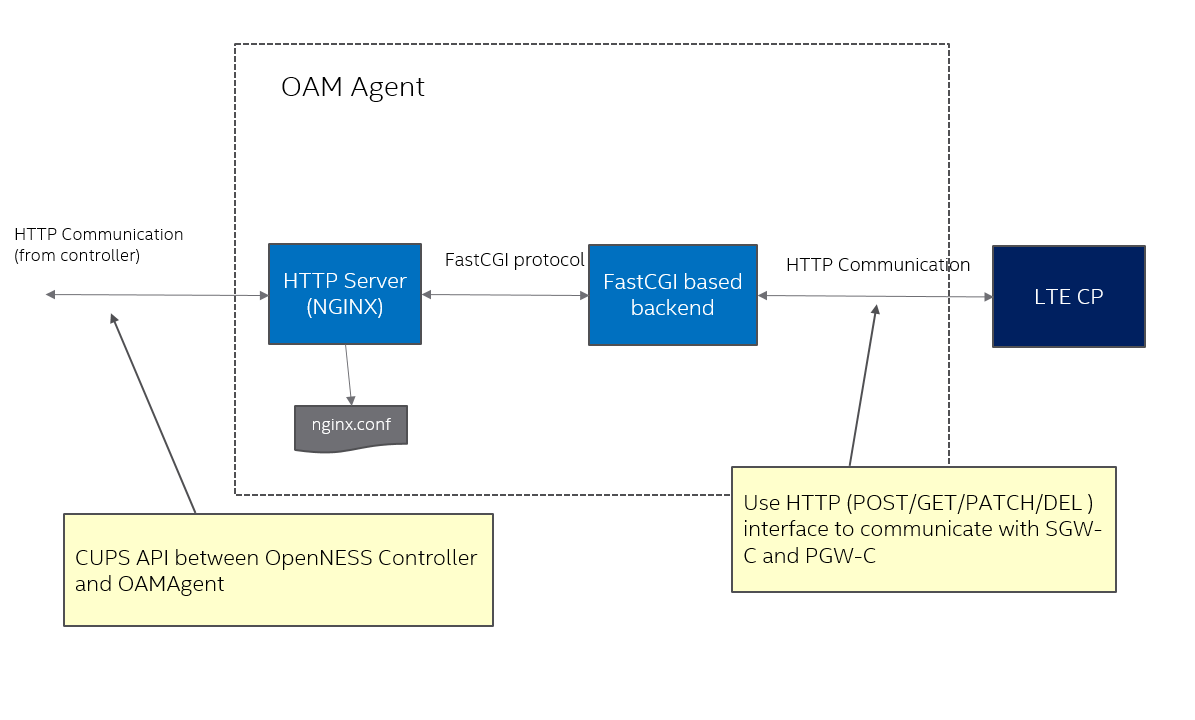 OAM Agent
HTTP Communication
(from controller)
HTTP Server
(NGINX)
FastCGI protocol
FastCGI based
backend
HTTP Communication
LTE CP
nginx.conf
Use HTTP (POST/GET/PATCH/DEL )
interface to communicate with SGW-
C and PGW-C
CUPS API between OpenNESS Controller
and OAMAgent